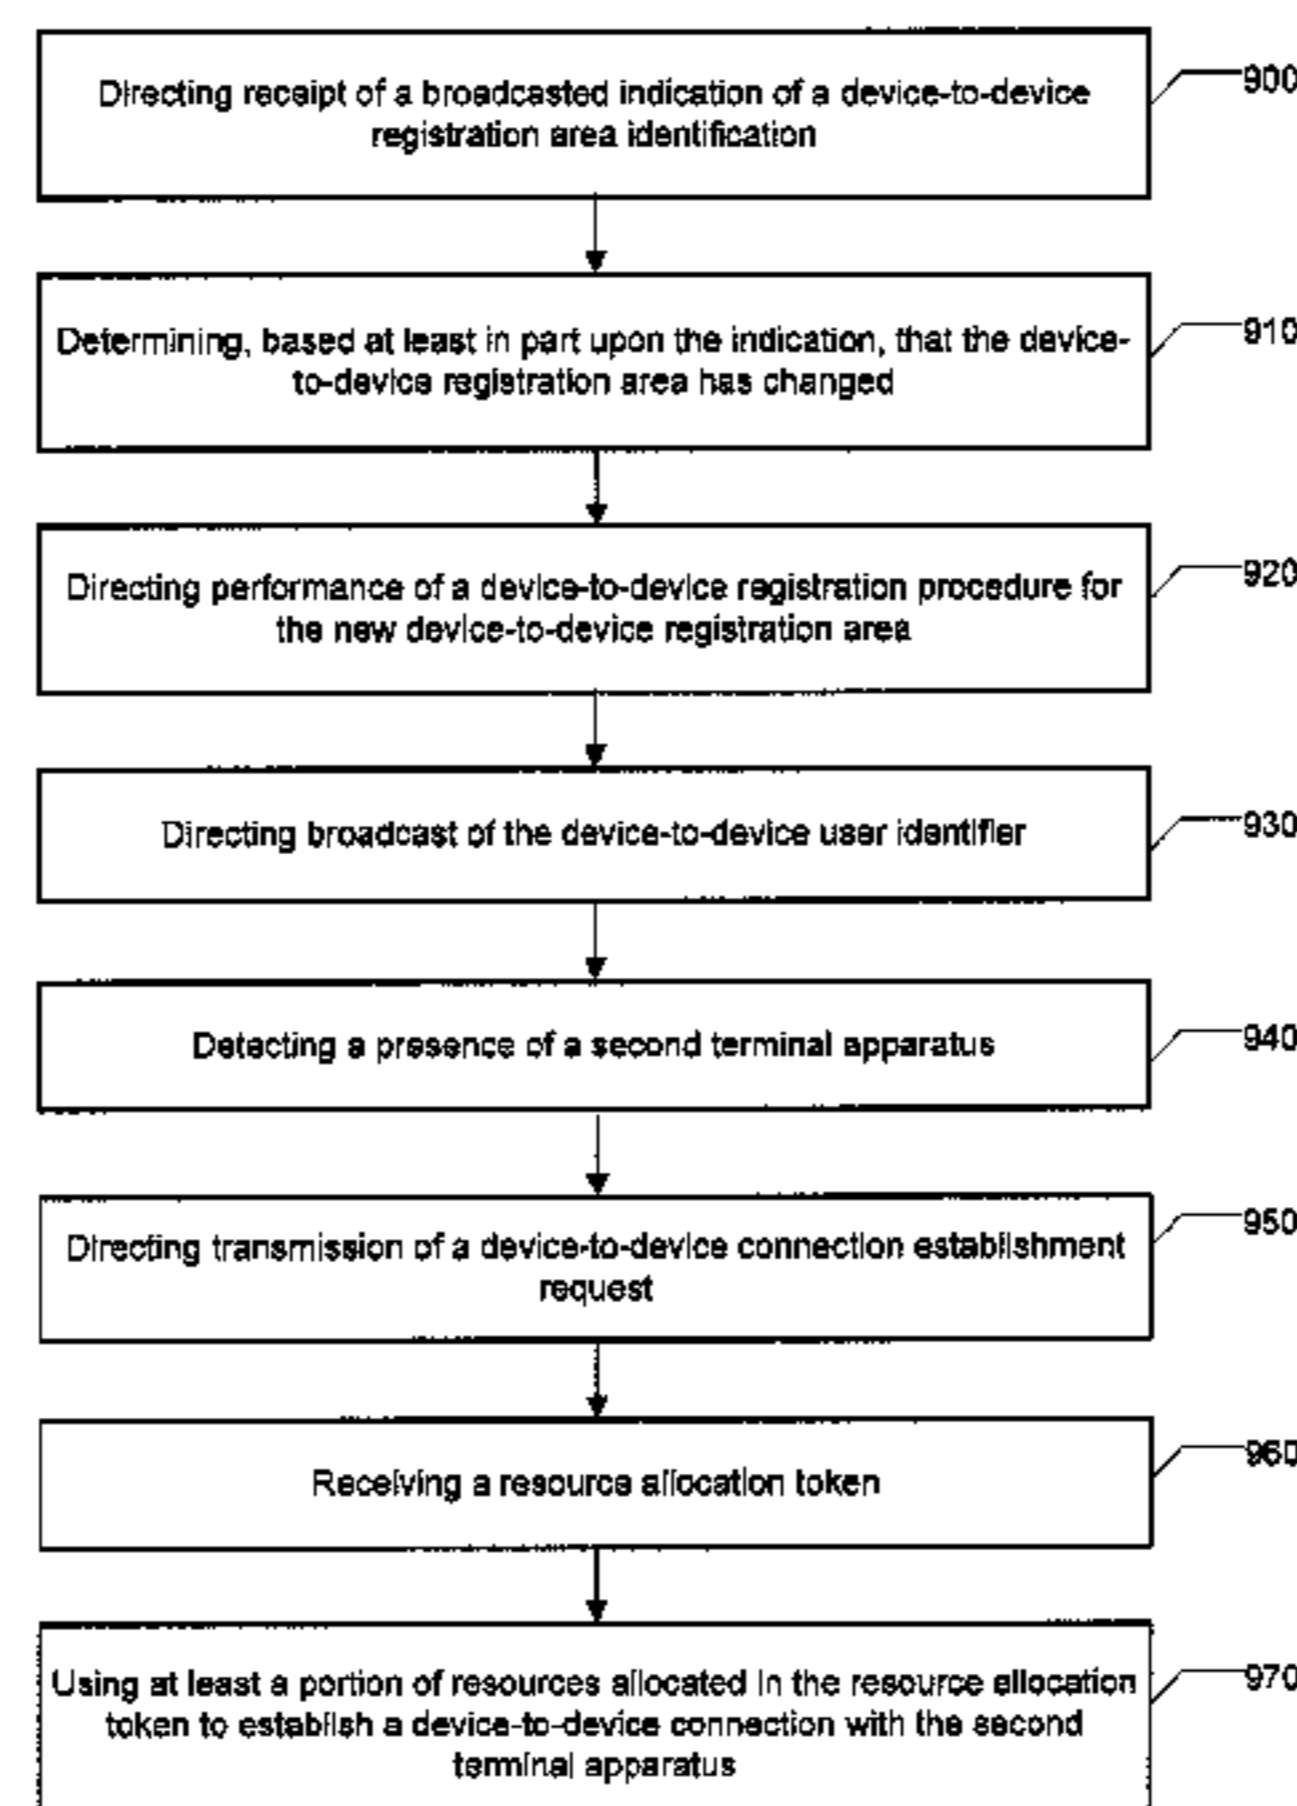 Directing receipt of a broadcasted indication of a device-to-device
registration area identification
900
Determining, based at least in part upon the indication, that the device-
to-device registration area has changed
910
Directing performance of a device-to-device registration procedure for
the new device-to-device registration area
920
Directing broadcast of the device-to-device user identifier
930
Detecting a presence of a second terminal apparatus
940
Directing transmission of a device-to-device connection establishment
request
950
Receiving a resource allocation token
960
Using at least a portion of resources allocated in the resource allocation
token to establish a device-to-device connection with the second
terminal apparatus
970